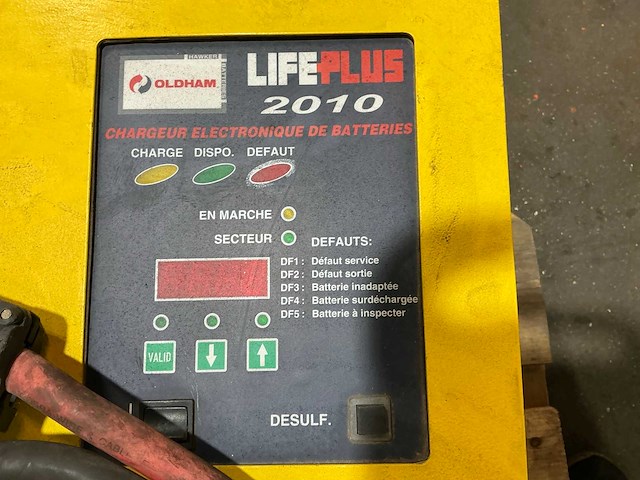 HAWKER
OLDHAM
LIFEPLUS
2010
CHARGEUR ELECTRONIQUE DE BATTERIES
CHARGE DISPO. DEFAUT
EN MARCHE
SECTEUR
DEFAUTS:
DF1 : Défaut service
DF2 : Défaut sortie
DF3 : Batterie inadaptée
DF4 : Batterie surdéchargée
DF5 : Batterie à inspecter
VALID
DESULF.